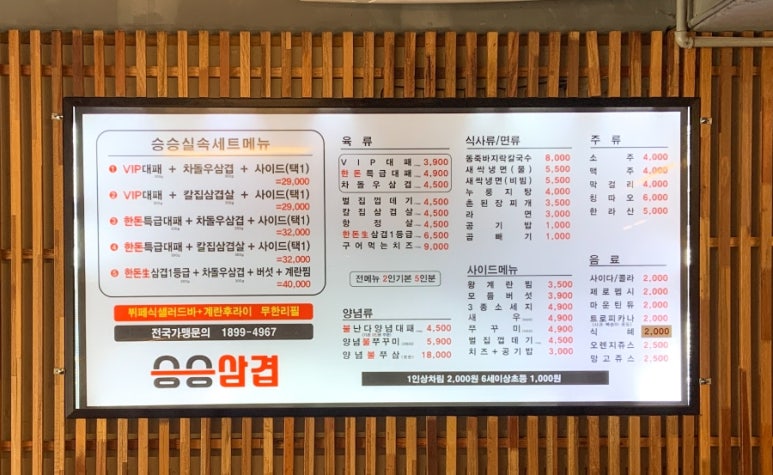 승승실속세트메뉴
1 VIP대패 + 차돌우삼겹 + 사이드(택1)
=29,000
2 VIP대패 + 칼집삼겹살 + 사이드(택1)
=29,000
3 한돈특급대패 + 차돌우삼겹 + 사이드(택1)
=32,000
4 한돈특급대패 + 칼집삼겹살 + 사이드(택1)
=32,000
5 한돈生삼겹1등급 + 차돌우삼겹 + 버섯 + 계란찜
=40,000
뷔페식샐러드바+계란후라이 무한리필
전국가맹문의 1899-4967
승승삼겹
육류
VIP대패 3,900
한돈특급대패 4,900
차돌우삼겹 4,500
벌집껍데기 4,500
칼집삼겹살 4,500
항정살 4,500
한돈生삼겹1등급 6,500
구어먹는치즈 9,000
전메뉴 2인기본 5인분
양념류
불난다양념대패 4,500
양념불쭈꾸미 5,900
양념불쭈삼 18,000
식사류/면류
동죽바지락칼국수 8,000
새싹냉면(물) 5,500
새싹냉면(비빔) 5,500
누룽지탕 4,000
촌된장찌개 3,500
라면 3,000
공기밥 1,000
곱빼기 1,000
사이드메뉴
왕계란찜 3,500
모듬버섯 3,900
3종소세지 4,900
새우 4,900
쭈꾸미 4,900
벌집껍데기 4,500
치즈+공기밥 3,000
주류
소주 4,000
맥주 4,000
막걸리 4,000
칭따오 6,000
한라산 5,000
음료
사이다/콜라 2,000
제로펩시 2,000
마운틴듀 2,000
트로피카나 2,000
식혜 2,000
오렌지쥬스 2,500
망고쥬스 2,500
1인상차림 2,000원 6세이상초등 1,000원